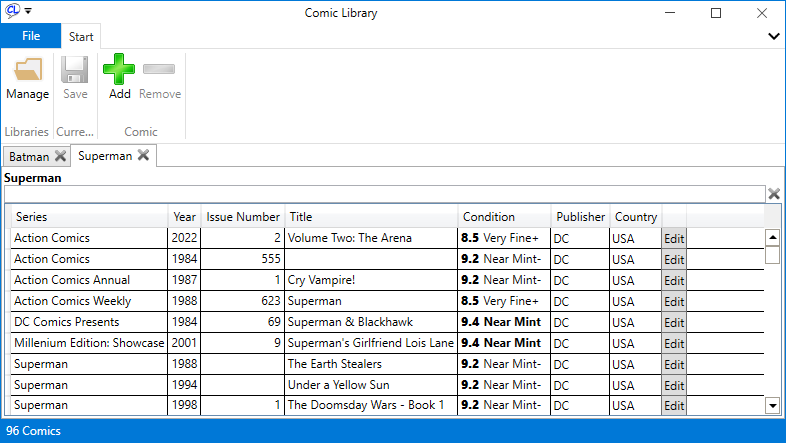 CL
Comic Library
File Start
Manage Save Add Remove
Libraries Curre... Comic
Batman Superman
Superman
Series Year Issue Number Title Condition Publisher Country
Action Comics 2022 2 Volume Two: The Arena 8.5 Very Fine+ DC USA Edit
Action Comics 1984 555 9.2 Near Mint- DC USA Edit
Action Comics Annual 1987 1 Cry Vampire! 9.2 Near Mint- DC USA Edit
Action Comics Weekly 1988 623 Superman 8.5 Very Fine+ DC USA Edit
DC Comics Presents 1984 69 Superman & Blackhawk 9.4 Near Mint DC USA Edit
Millenium Edition: Showcase 2001 9 Superman's Girlfriend Lois Lane 9.4 Near Mint DC USA Edit
Superman 1988 The Earth Stealers 9.2 Near Mint- DC USA Edit
Superman 1994 Under a Yellow Sun 9.2 Near Mint- DC USA Edit
Superman 1998 1 The Doomsday Wars - Book 1 9.2 Near Mint- DC USA Edit
96 Comics